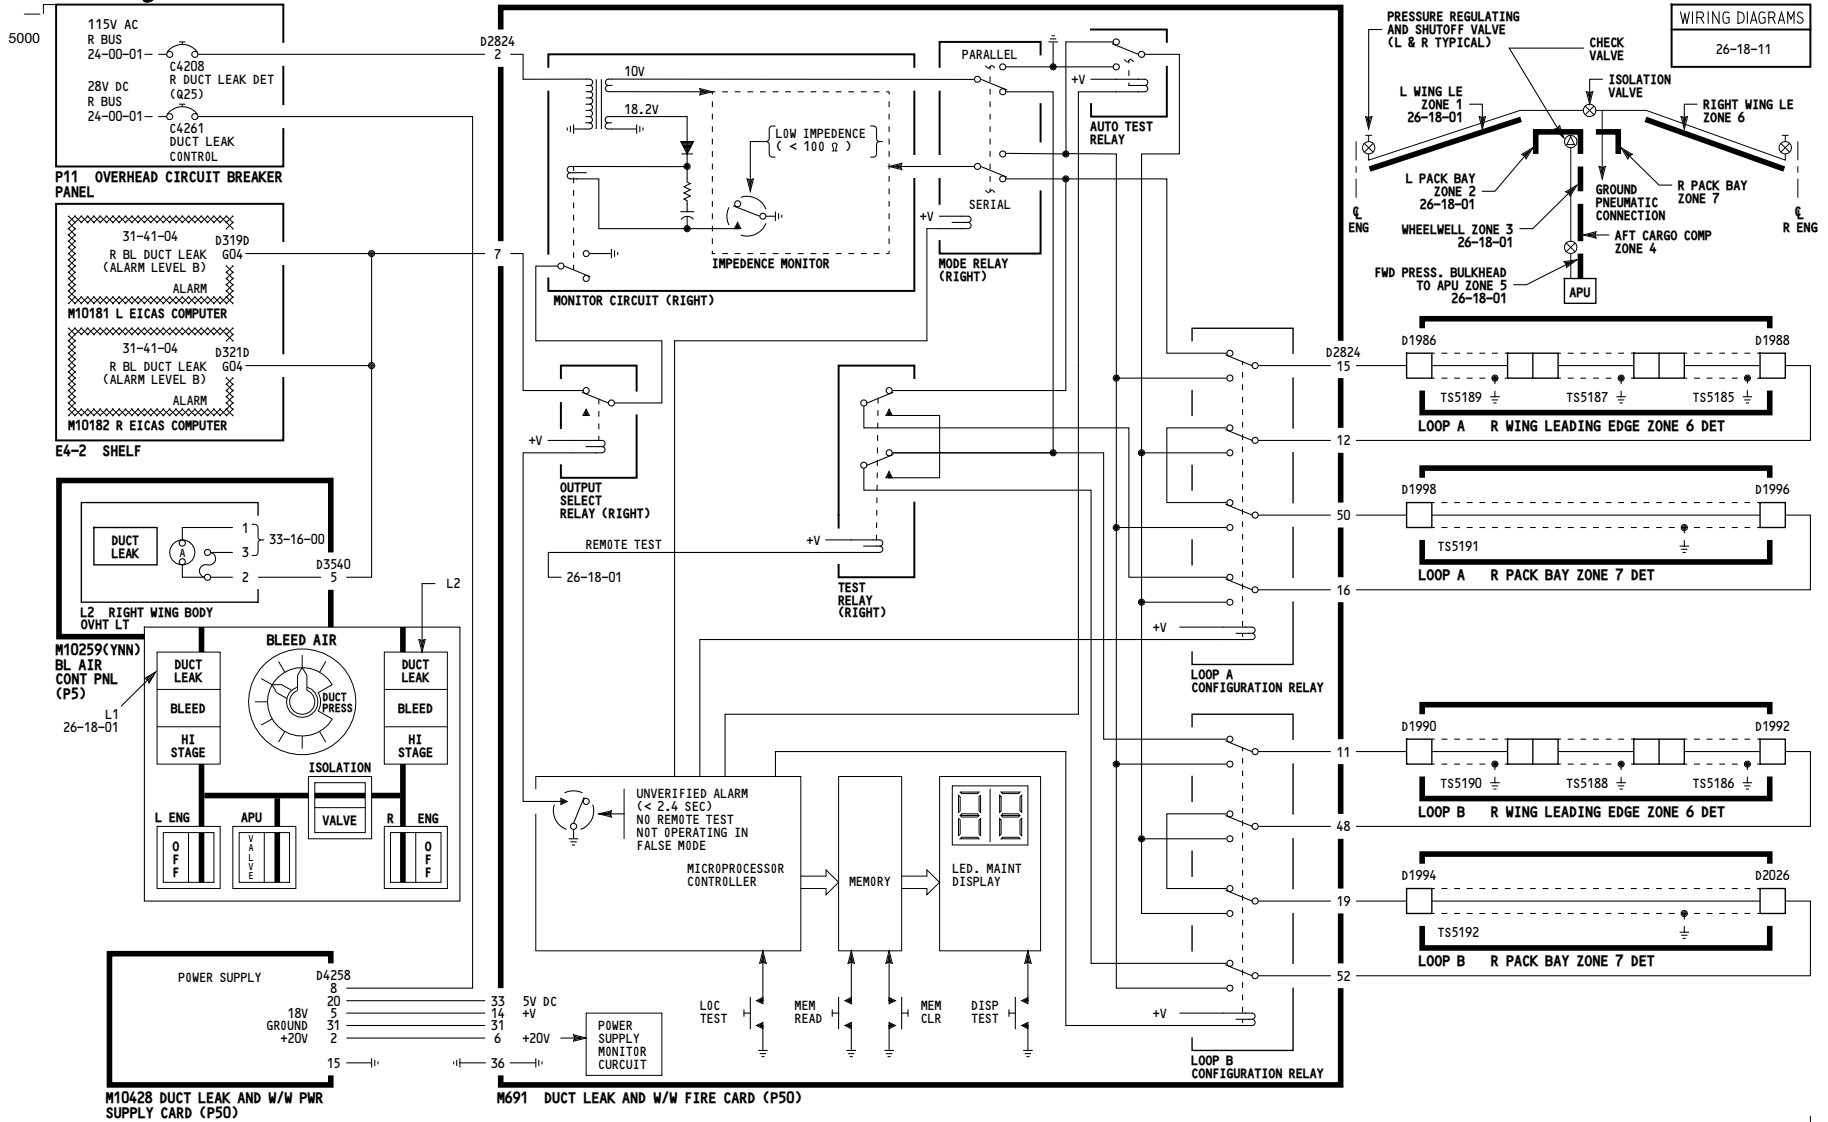 5000
115V AC
R BUS
24-00-01
C4208
R DUCT LEAK DET
(Q25)
28V DC
R BUS
24-00-01
C4261
DUCT LEAK
CONTROL
P11 OVERHEAD CIRCUIT BREAKER
PANEL
31-41-04
D319D
R BL DUCT LEAK G04
(ALARM LEVEL B)
ALARM
M10181 L EICAS COMPUTER
31-41-04
D321D
R BL DUCT LEAK G04
(ALARM LEVEL B)
ALARM
M10182 R EICAS COMPUTER
E4-2 SHELF
DUCT
LEAK
A
1
3
2
33-16-00
D3540
5
L2 RIGHT WING BODY
OVHT LT
M10259(YNN)
BL AIR
CONT PNL
(P5)
L1
26-18-01
L2
BLEED AIR
DUCT
LEAK
BLEED
HI
STAGE
DUCT
PRESS
DUCT
LEAK
BLEED
HI
STAGE
ISOLATION
VALVE
L ENG
APU
R ENG
OFF
VALVE
OFF
POWER SUPPLY
D4258
8
20
18V 5
GROUND 31
+20V 2
15
M10428 DUCT LEAK AND W/W PWR
SUPPLY CARD (P50)
D2824
2
7
33 5V DC
14 +V
31
6 +20V
36
POWER
SUPPLY
MONITOR
CURCUIT
M691 DUCT LEAK AND W/W FIRE CARD (P50)
10V
18.2V
LOW IMPEDENCE
( < 100 Ω )
IMPEDENCE MONITOR
MONITOR CIRCUIT (RIGHT)
PARALLEL
SERIAL
+V
MODE RELAY
(RIGHT)
+V
AUTO TEST
RELAY
+V
OUTPUT
SELECT
RELAY (RIGHT)
REMOTE TEST
26-18-01
+V
TEST
RELAY
(RIGHT)
+V
LOOP A
CONFIGURATION RELAY
+V
LOOP B
CONFIGURATION RELAY
UNVERIFIED ALARM
(< 2.4 SEC)
NO REMOTE TEST
NOT OPERATING IN
FALSE MODE
MICROPROCESSOR
CONTROLLER
MEMORY
LED. MAINT
DISPLAY
LOC
TEST
MEM
READ
MEM
CLR
DISP
TEST
D2824
15
12
50
16
11
48
19
52
PRESSURE REGULATING
AND SHUTOFF VALVE
(L & R TYPICAL)
CHECK
VALVE
ISOLATION
VALVE
L WING LE
ZONE 1
26-18-01
RIGHT WING LE
ZONE 6
L PACK BAY
ZONE 2
26-18-01
GROUND
PNEUMATIC
CONNECTION
R PACK BAY
ZONE 7
WHEELWELL ZONE 3
26-18-01
AFT CARGO COMP
ZONE 4
FWD PRESS. BULKHEAD
TO APU ZONE 5
26-18-01
APU
℄
ENG
℄
R ENG
WIRING DIAGRAMS
26-18-11
D1986
D1988
TS5189
TS5187
TS5185
LOOP A R WING LEADING EDGE ZONE 6 DET
D1998
D1996
TS5191
LOOP A R PACK BAY ZONE 7 DET
D1990
D1992
TS5190
TS5188
TS5186
LOOP B R WING LEADING EDGE ZONE 6 DET
D1994
D2026
TS5192
LOOP B R PACK BAY ZONE 7 DET